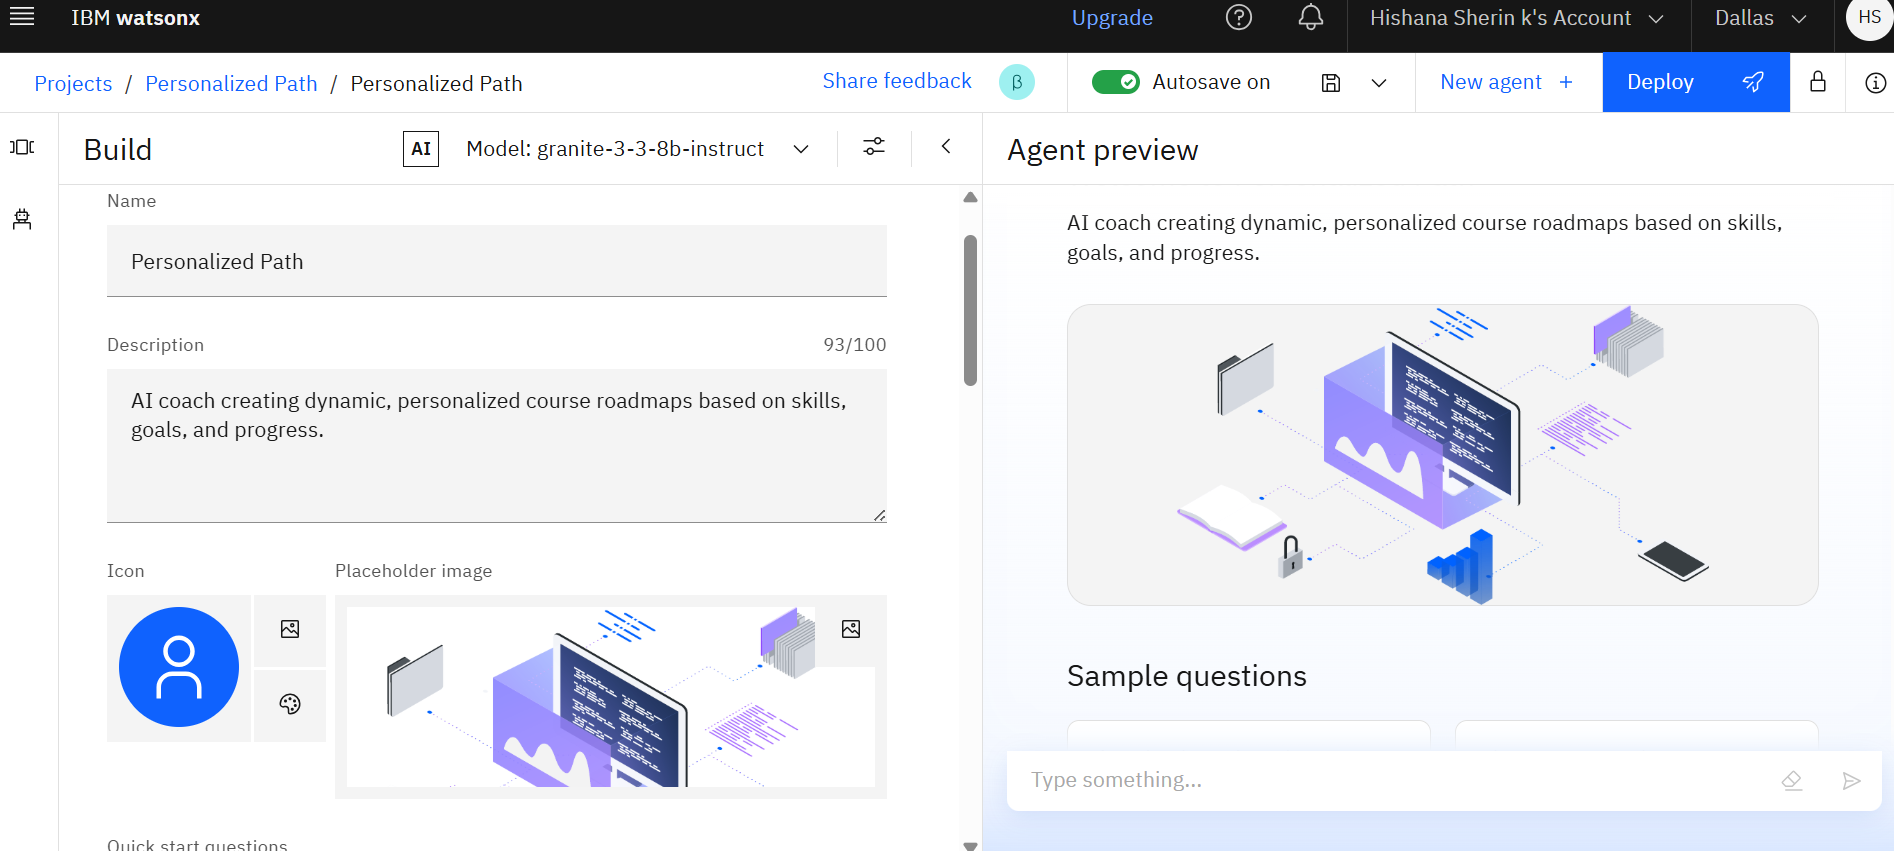 IBM watsonx
Upgrade
Hishana Sherin k's Account
Dallas
HS
Projects / Personalized Path / Personalized Path
Share feedback
β
Autosave on
New agent +
Deploy
Build
AI
Model: granite-3-3-8b-instruct
Name
Personalized Path
Description
93/100
AI coach creating dynamic, personalized course roadmaps based on skills,
goals, and progress.
Icon
Placeholder image
Quick start questions
Agent preview
AI coach creating dynamic, personalized course roadmaps based on skills,
goals, and progress.
Sample questions
Type something...